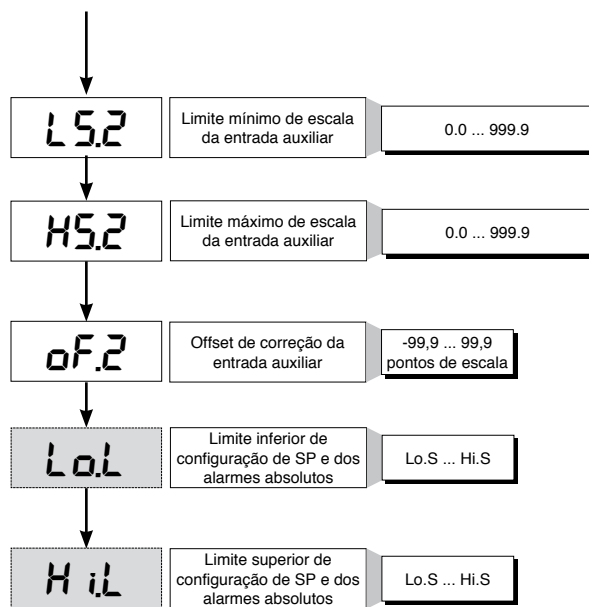 LS.2
Limite mínimo de escala
da entrada auxiliar
0.0 ... 999.9
HS.2
Limite máximo de escala
da entrada auxiliar
0.0 ... 999.9
oF.2
Offset de correção da
entrada auxiliar
-99,9 ... 99,9
pontos de escala
Lo.L
Limite inferior de
configuração de SP e dos
alarmes absolutos
Lo.S ... Hi.S
Hi.L
Limite superior de
configuração de SP e dos
alarmes absolutos
Lo.S ... Hi.S